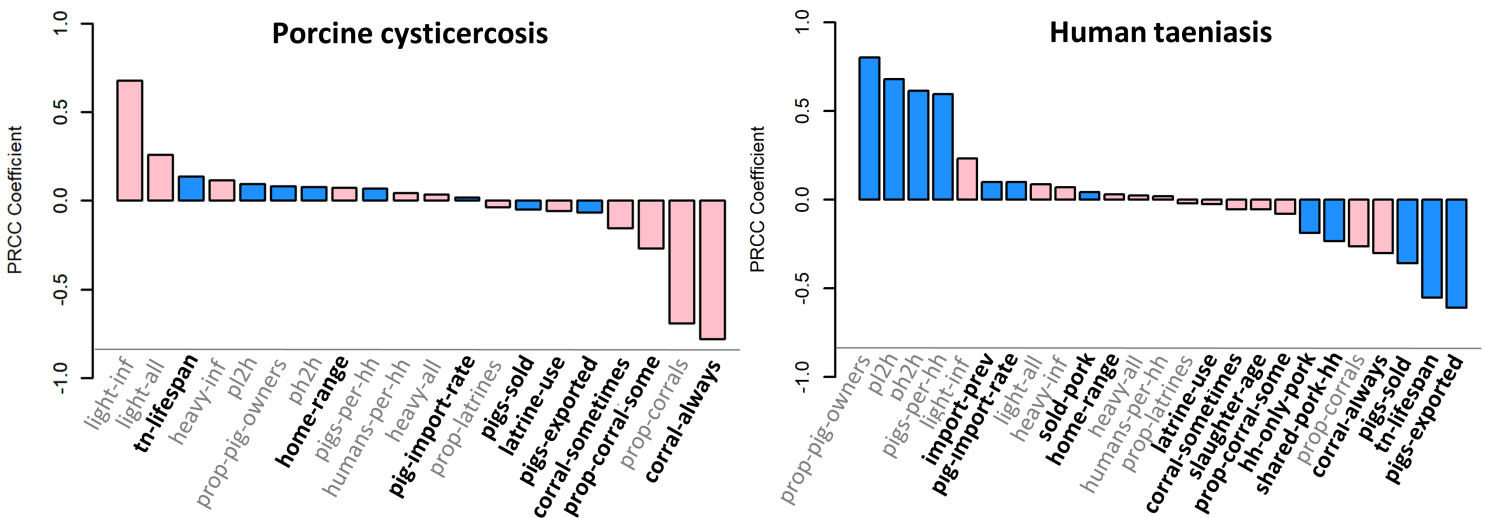 Porcine cysticercosis
PRCC Coefficient
1.0
0.5
0.0
-0.5
-1.0
light-inf
light-all
tn-lifespan
heavy-inf
pl2h
prop-pig-owners
ph2h
home-range
pigs-per-hh
humans-per-hh
heavy-all
pig-import-rate
prop-latrines
pigs-sold
latrine-use
pigs-exported
corral-sometimes
prop-corral-some
prop-corrals
corral-always
Human taeniasis
PRCC Coefficient
1.0
0.5
0.0
-0.5
-1.0
prop-pig-owners
pl2h
ph2h
pigs-per-hh
light-inf
import-prev
pig-import-rate
light-all
heavy-inf
sold-pork
home-range
heavy-all
humans-per-hh
prop-latrines
latrine-use
corral-sometimes
slaughter-age
prop-corral-some
hh-only-pork
shared-pork-hh
prop-corrals
corral-always
pigs-sold
tn-lifespan
pigs-exported